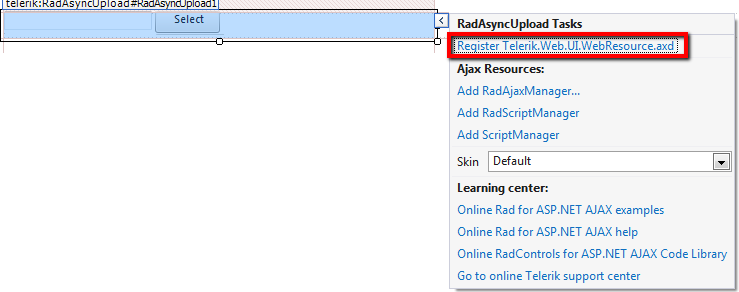 telerik:RadAsyncUpload#RadAsyncUpload1
Select
<
RadAsyncUpload Tasks
Register Telerik.Web.UI.WebResource.axd
Ajax Resources:
Add RadAjaxManager...
Add RadScriptManager
Add ScriptManager
Skin Default
Learning center:
Online Rad for ASP.NET AJAX examples
Online Rad for ASP.NET AJAX help
Online RadControls for ASP.NET AJAX Code Library
Go to online Telerik support center